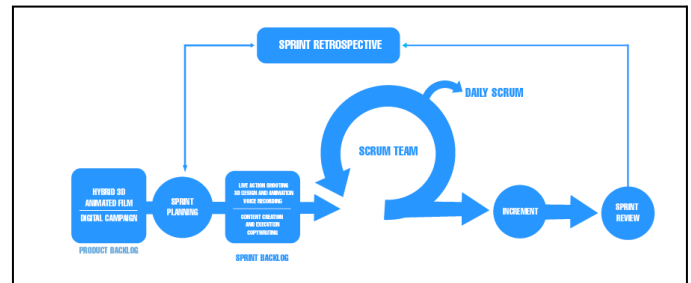 SPRINT RETROSPECTIVE
DAILY SCRUM
SCRUM TEAM
HYBRID 3D
ANIMATED FILM
DIGITAL CAMPAIGN
PRODUCT BACKLOG
SPRINT
PLANNING
LIVE ACTION SHOOTING
3D DESIGN AND ANIMATION
VOICE RECORDING
CONTENT CREATION
AND EXECUTION
COPYWRITING
SPRINT BACKLOG
INCREMENT
SPRINT
REVIEW